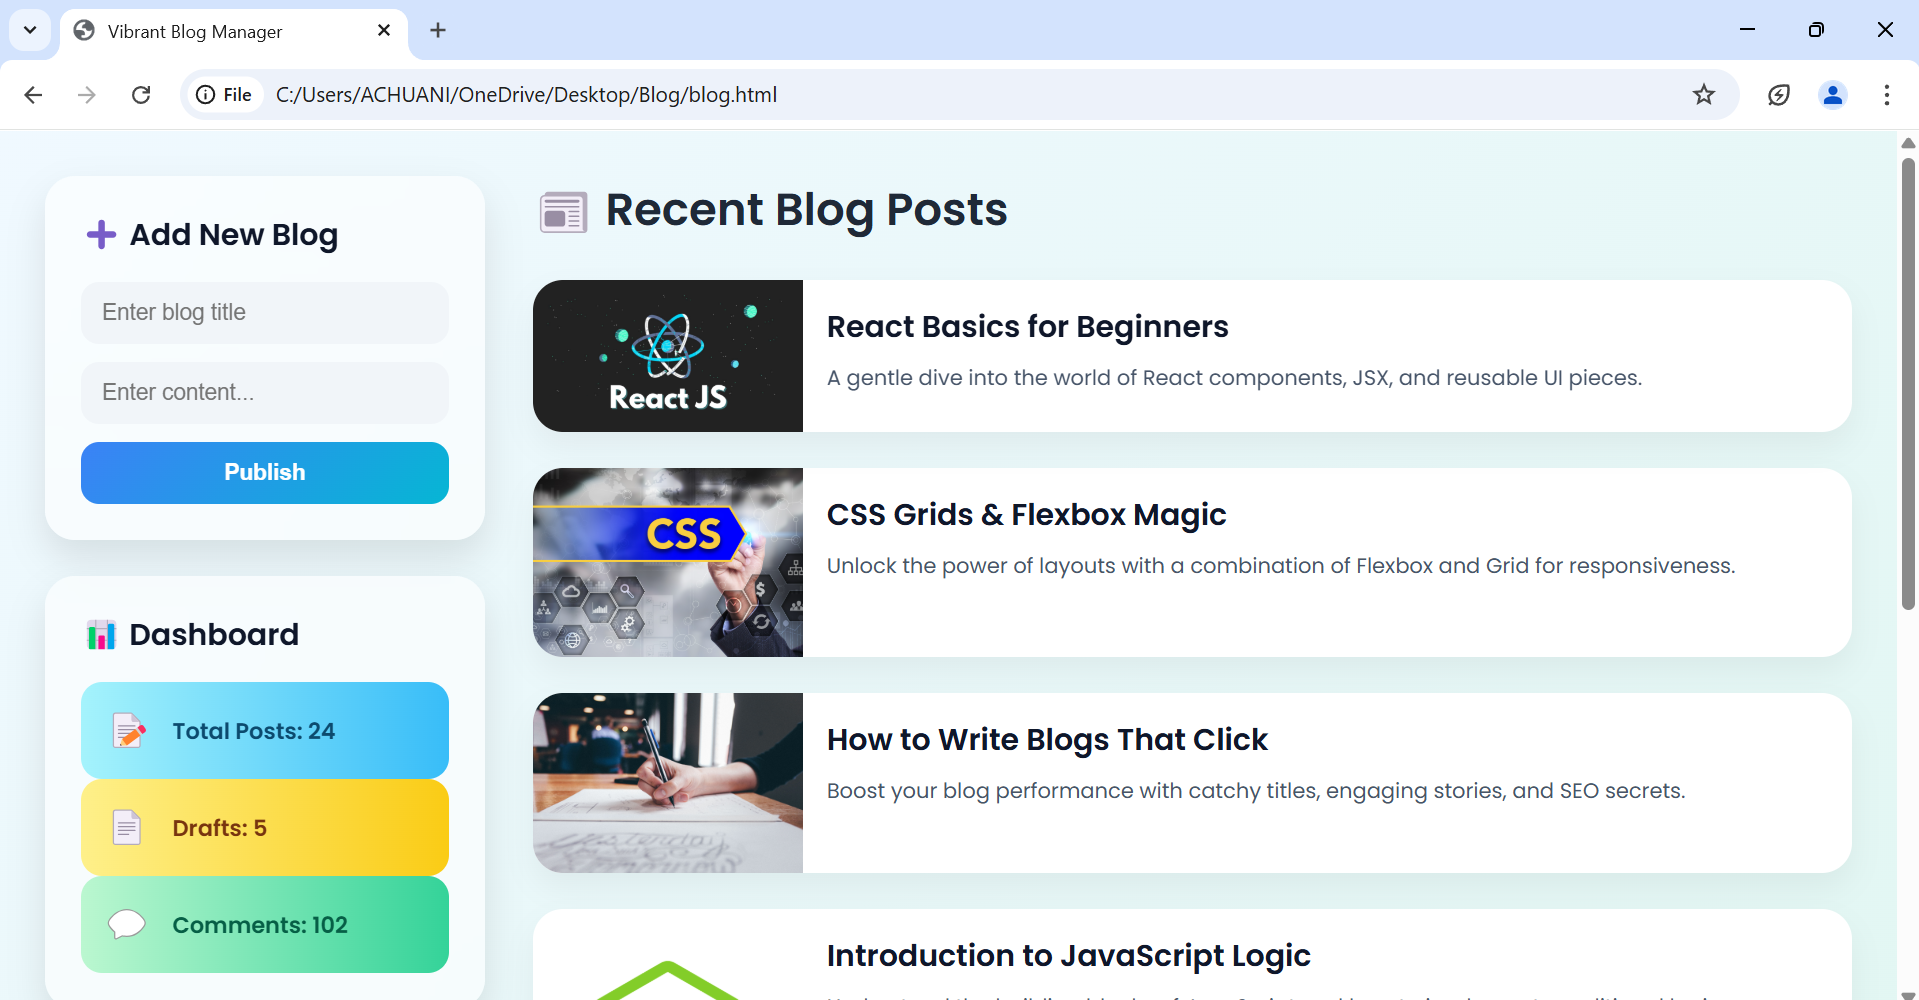 Vibrant Blog Manager
File
C:/Users/ACHUANI/OneDrive/Desktop/Blog/blog.html
Add New Blog
Enter blog title
Enter content...
Publish
Dashboard
Total Posts: 24
Drafts: 5
Comments: 102
Recent Blog Posts
React JS
React Basics for Beginners
A gentle dive into the world of React components, JSX, and reusable UI pieces.
CSS
CSS Grids & Flexbox Magic
Unlock the power of layouts with a combination of Flexbox and Grid for responsiveness.
How to Write Blogs That Click
Boost your blog performance with catchy titles, engaging stories, and SEO secrets.
Introduction to JavaScript Logic